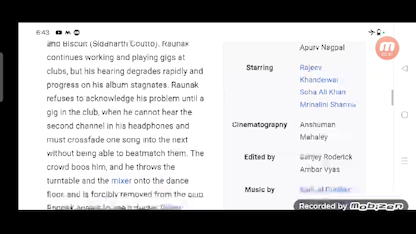 6:43
and Biscuit (Siddharth Coutto). Raunak
continues working and playing gigs at
clubs, but his hearing degrades rapidly and
progress on his album stagnates. Raunak
refuses to acknowledge his problem until a
gig in the club, when he cannot hear the
second channel in his headphones and
must crossfade one song into the next
without being able to beatmatch them. The
crowd boos him, and he throws the
turntable and the mixer onto the dance
floor, and is forcibly removed from the club.
Apurv Nagpal
Starring
Rajeev
Khandelwal
Soha Ali Khan
Mrinalini Sharma
Cinematography
Anshuman
Mahaley
Edited by
Sanjey Roderick
Ambar Vyas
Music by
Recorded by Mobizen